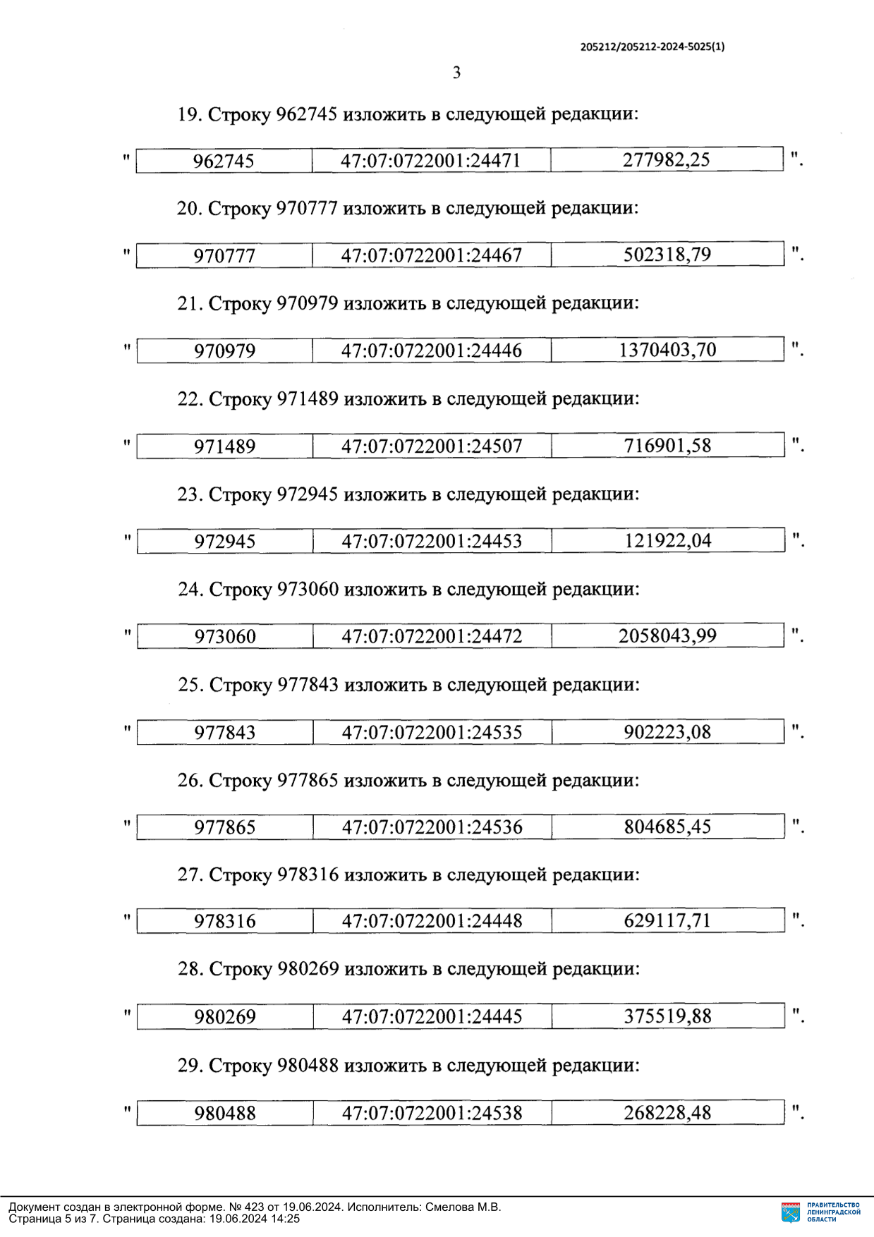 205212/205212-2024-5025(1)
3
19. Строку 962745 изложить в следующей редакции:
" 962745 47:07:0722001:24471 277982,25 ".
20. Строку 970777 изложить в следующей редакции:
" 970777 47:07:0722001:24467 502318,79 ".
21. Строку 970979 изложить в следующей редакции:
" 970979 47:07:0722001:24446 1370403,70 ".
22. Строку 971489 изложить в следующей редакции:
" 971489 47:07:0722001:24507 716901,58 ".
23. Строку 972945 изложить в следующей редакции:
" 972945 47:07:0722001:24453 121922,04 ".
24. Строку 973060 изложить в следующей редакции:
" 973060 47:07:0722001:24472 2058043,99 ".
25. Строку 977843 изложить в следующей редакции:
" 977843 47:07:0722001:24535 902223,08 ".
26. Строку 977865 изложить в следующей редакции:
" 977865 47:07:0722001:24536 804685,45 ".
27. Строку 978316 изложить в следующей редакции:
" 978316 47:07:0722001:24448 629117,71 ".
28. Строку 980269 изложить в следующей редакции:
" 980269 47:07:0722001:24445 375519,88 ".
29. Строку 980488 изложить в следующей редакции:
" 980488 47:07:0722001:24538 268228,48 ".
Документ создан в электронной форме. № 423 от 19.06.2024. Исполнитель: Смелова М.В.
Страница 5 из 7. Страница создана: 19.06.2024 14:25
ПРАВИТЕЛЬСТВО
ЛЕНИНГРАДСКОЙ
ОБЛАСТИ